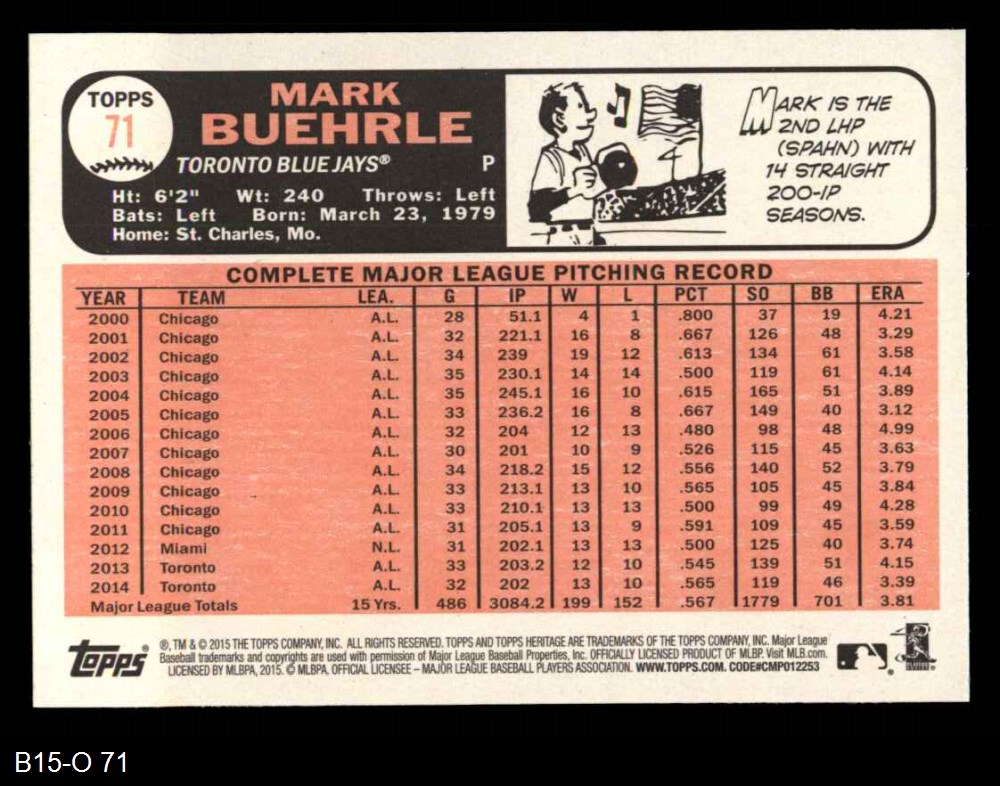 TOPPS
71
MARK
BUEHRLE
TORONTO BLUE JAYS® P
Ht: 6'2" Wt: 240 Throws: Left
Bats: Left Born: March 23, 1979
Home: St. Charles, Mo.
MARK IS THE
2ND LHP
(SPAHN) WITH
14 STRAIGHT
200-IP
SEASONS.
COMPLETE MAJOR LEAGUE PITCHING RECORD
YEAR TEAM LEA. G IP W L PCT SO BB ERA
2000 Chicago A.L. 28 51.1 4 1 .800 37 19 4.21
2001 Chicago A.L. 32 221.1 16 8 .667 126 48 3.29
2002 Chicago A.L. 34 239 19 12 .613 134 61 3.58
2003 Chicago A.L. 35 230.1 14 14 .500 119 61 4.14
2004 Chicago A.L. 35 245.1 16 10 .615 165 51 3.89
2005 Chicago A.L. 33 236.2 16 8 .667 149 40 3.12
2006 Chicago A.L. 32 204 12 13 .480 98 48 4.99
2007 Chicago A.L. 30 201 10 9 .526 115 45 3.63
2008 Chicago A.L. 34 218.2 15 12 .556 140 52 3.79
2009 Chicago A.L. 33 213.1 13 10 .565 105 45 3.84
2010 Chicago A.L. 33 210.1 13 13 .500 99 49 4.28
2011 Chicago A.L. 31 205.1 13 9 .591 109 45 3.59
2012 Miami N.L. 31 202.1 13 13 .500 125 40 3.74
2013 Toronto A.L. 33 203.2 12 10 .545 139 51 4.15
2014 Toronto A.L. 32 202 13 10 .565 119 46 3.39
Major League Totals 15 Yrs. 486 3084.2 199 152 .567 1779 701 3.81
Topps
®, TM & © 2015 THE TOPPS COMPANY, INC. ALL RIGHTS RESERVED. TOPPS AND TOPPS HERITAGE ARE TRADEMARKS OF THE TOPPS COMPANY, INC. Major League
Baseball trademarks and copyrights are used with permission of Major League Baseball Properties, Inc. OFFICIALLY LICENSED PRODUCT OF MLBP. Visit MLB.com.
LICENSED BY MLBPA, 2015. © MLBPA. OFFICIAL LICENSEE – MAJOR LEAGUE BASEBALL PLAYERS ASSOCIATION. WWW.TOPPS.COM. CODE#CMP012253
B15-O 71